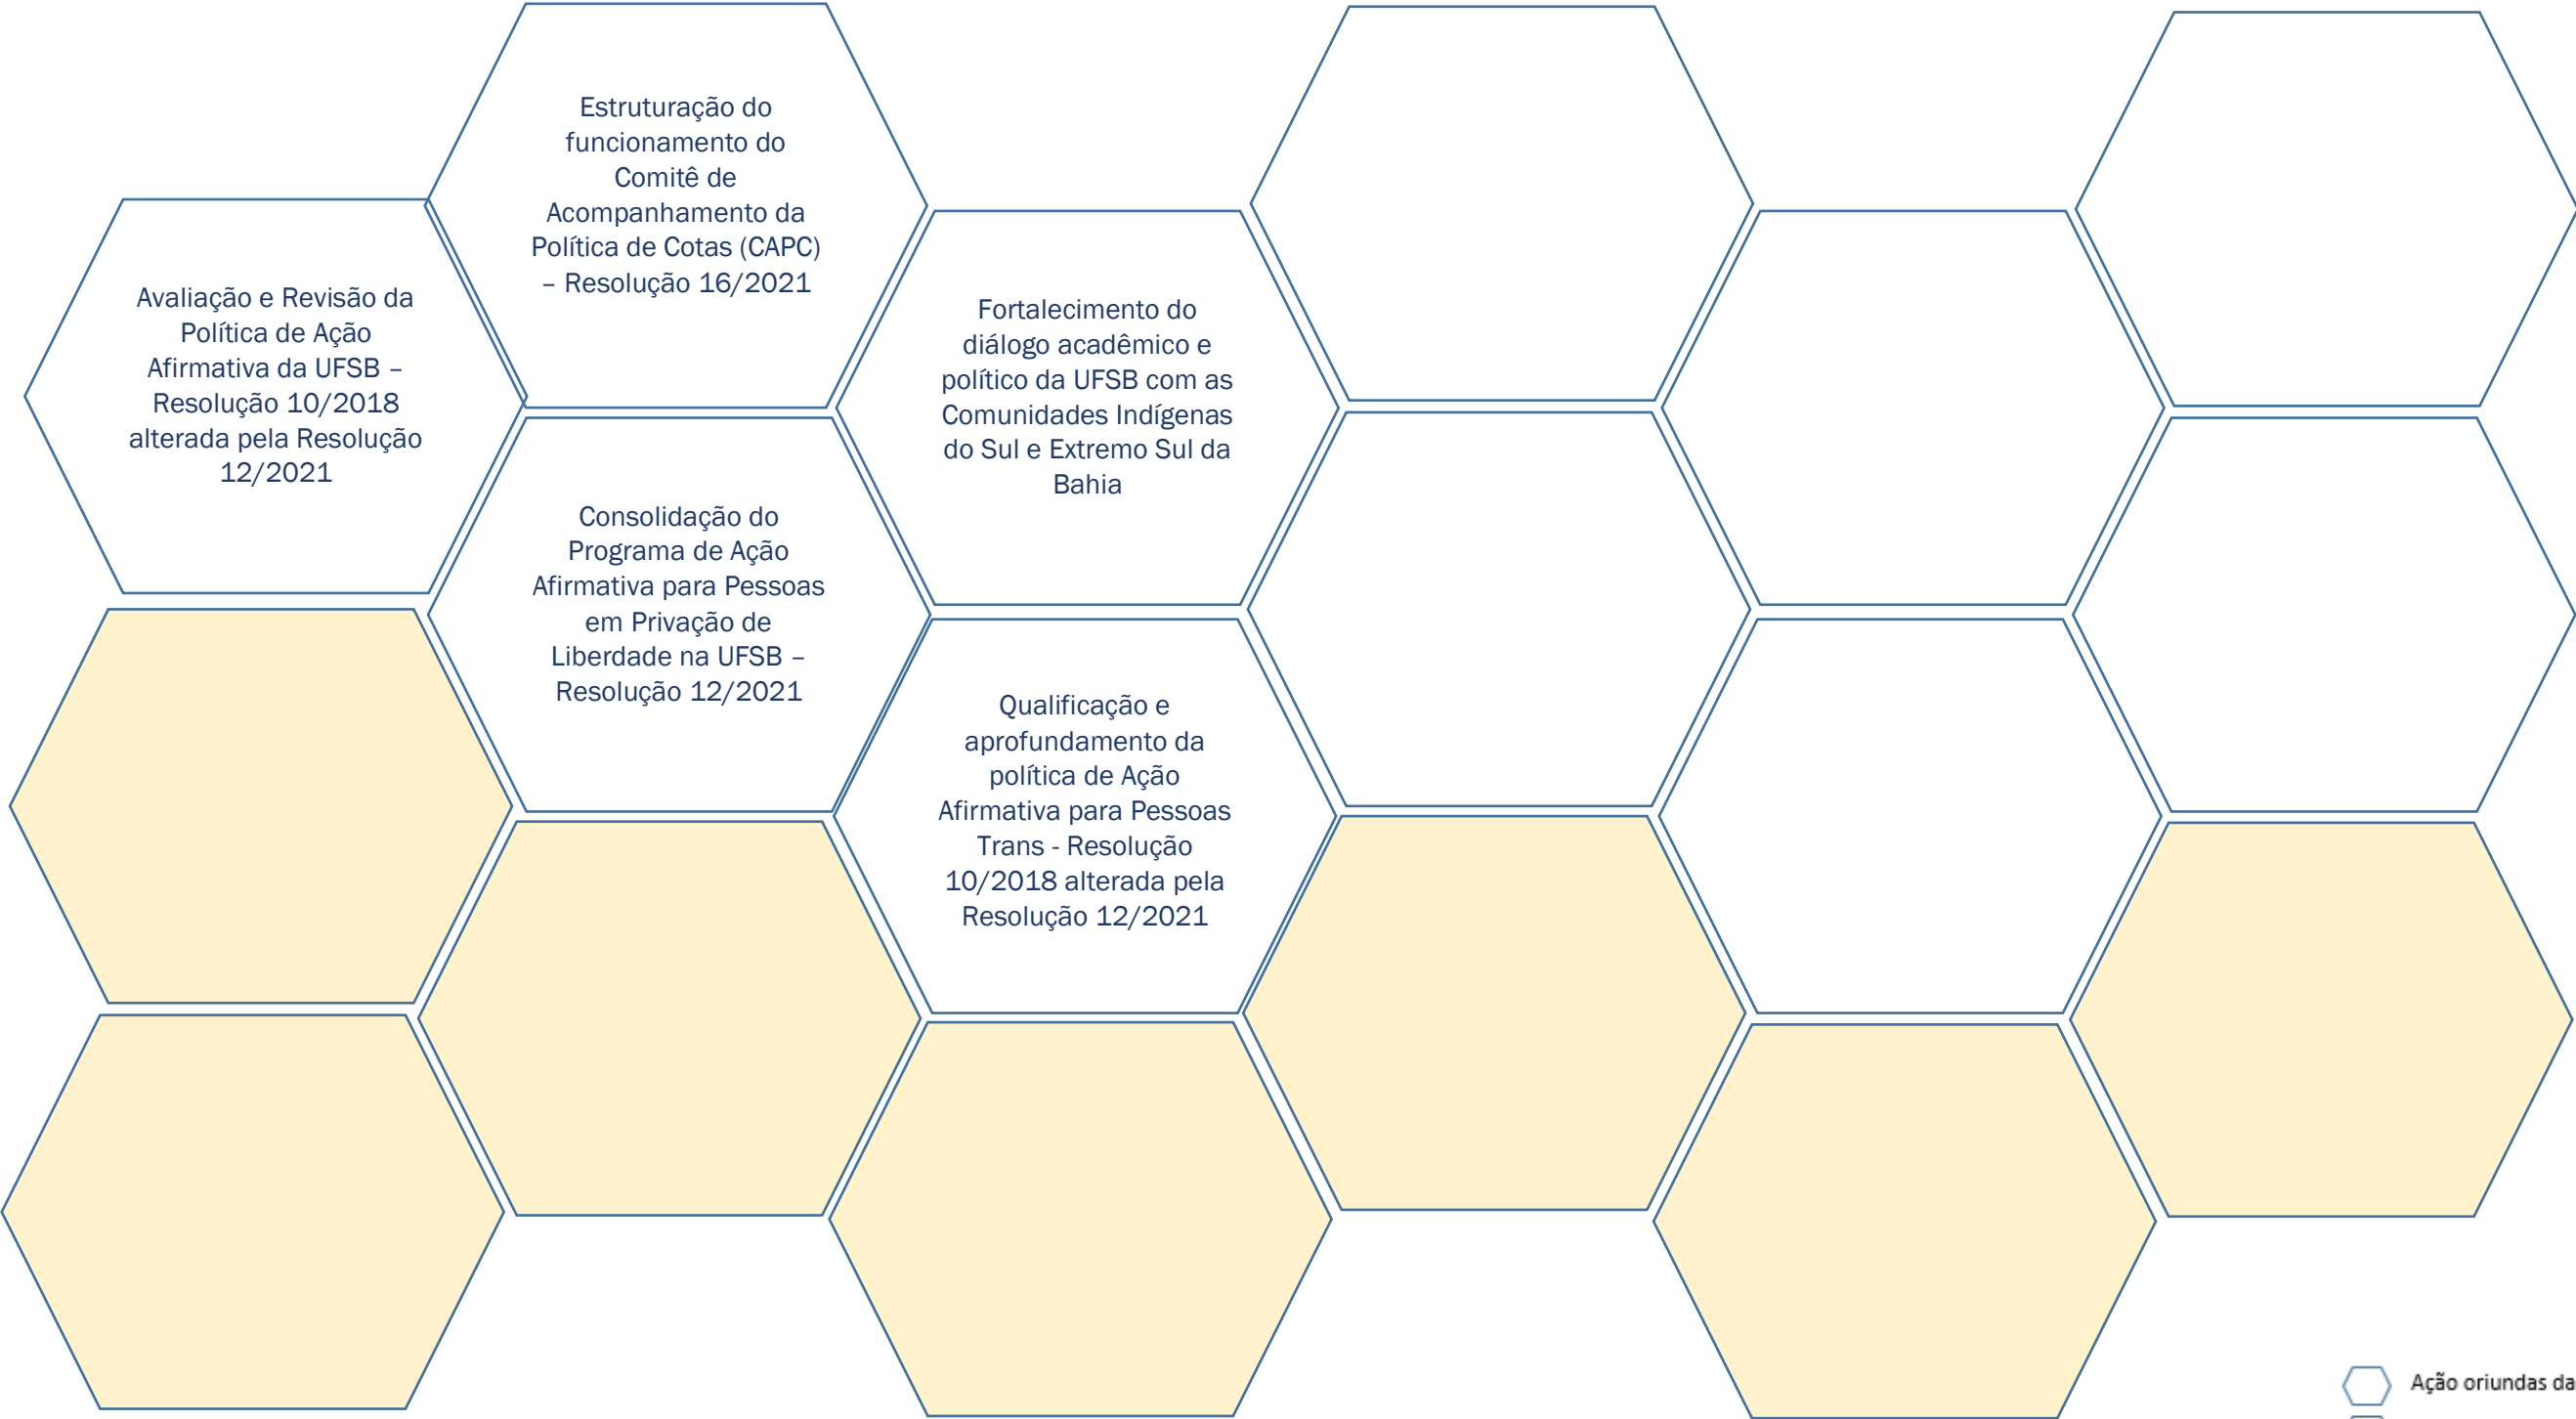 Estruturação do
funcionamento do
Comitê de
Acompanhamento da
Política de Cotas (CAPC)
– Resolução 16/2021
Avaliação e Revisão da
Política de Ação
Afirmativa da UFSB –
Resolução 10/2018
alterada pela Resolução
12/2021
Fortalecimento do
diálogo acadêmico e
político da UFSB com as
Comunidades Indígenas
do Sul e Extremo Sul da
Bahia
Consolidação do
Programa de Ação
Afirmativa para Pessoas
em Privação de
Liberdade na UFSB –
Resolução 12/2021
Qualificação e
aprofundamento da
política de Ação
Afirmativa para Pessoas
Trans - Resolução
10/2018 alterada pela
Resolução 12/2021
Ação oriundas da